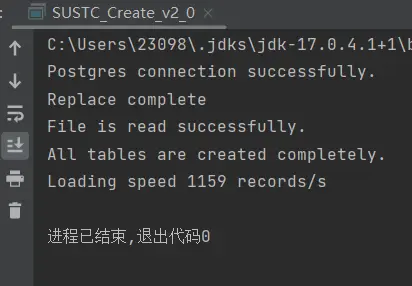 SUSTC_Create_v2_0
C:\Users\23098\.jdks\jdk-17.0.4.1+1\b
Postgres connection successfully.
Replace complete
File is read successfully.
All tables are created completely.
Loading speed 1159 records/s
进程已结束,退出代码0